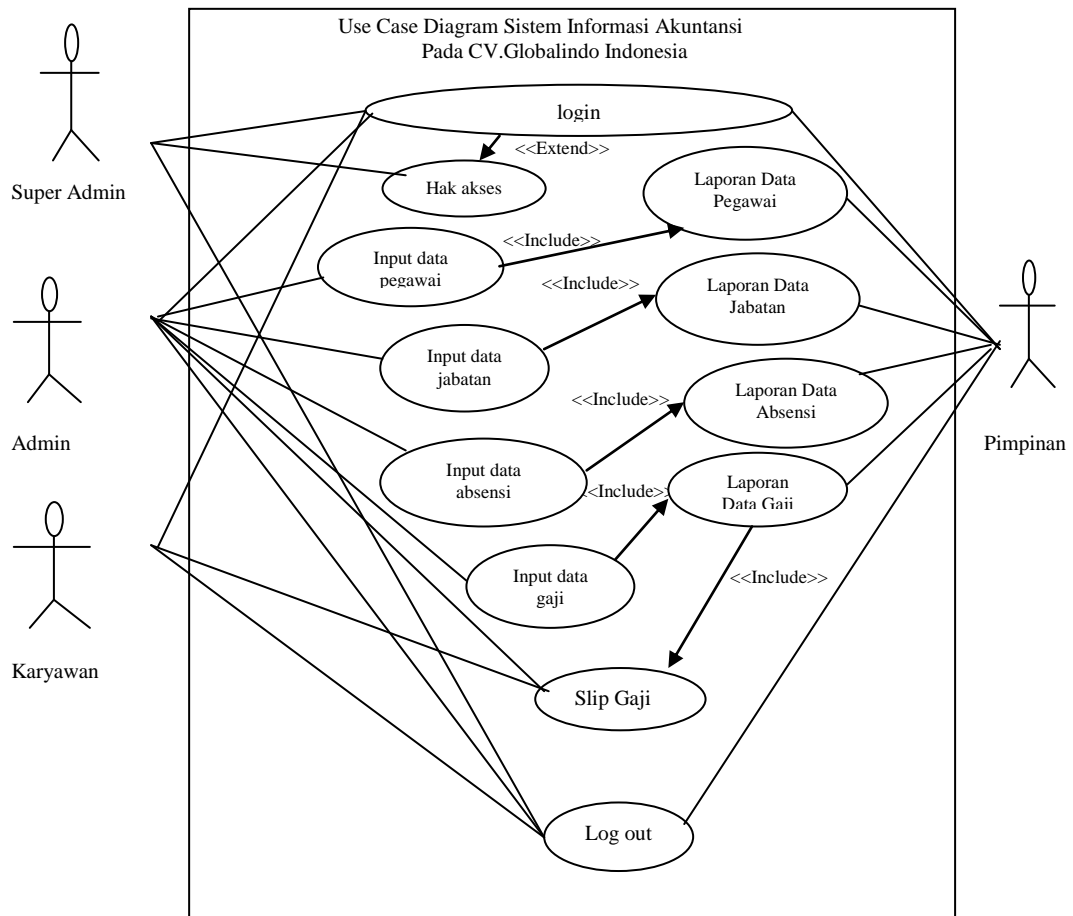 Use Case Diagram Sistem Informasi Akuntansi
Pada CV.Globalindo Indonesia
login
<<Extend>>
Hak akses
Laporan Data
Pegawai
Super Admin
<<Include>>
Input data
pegawai
<<Include>>
Laporan Data
Jabatan
Input data
jabatan
<<Include>>
Laporan Data
Absensi
Admin
Pimpinan
Input data
absensi
<<Include>>
Laporan
Data Gaji
Input data
gaji
<<Include>>
Karyawan
Slip Gaji
Log out